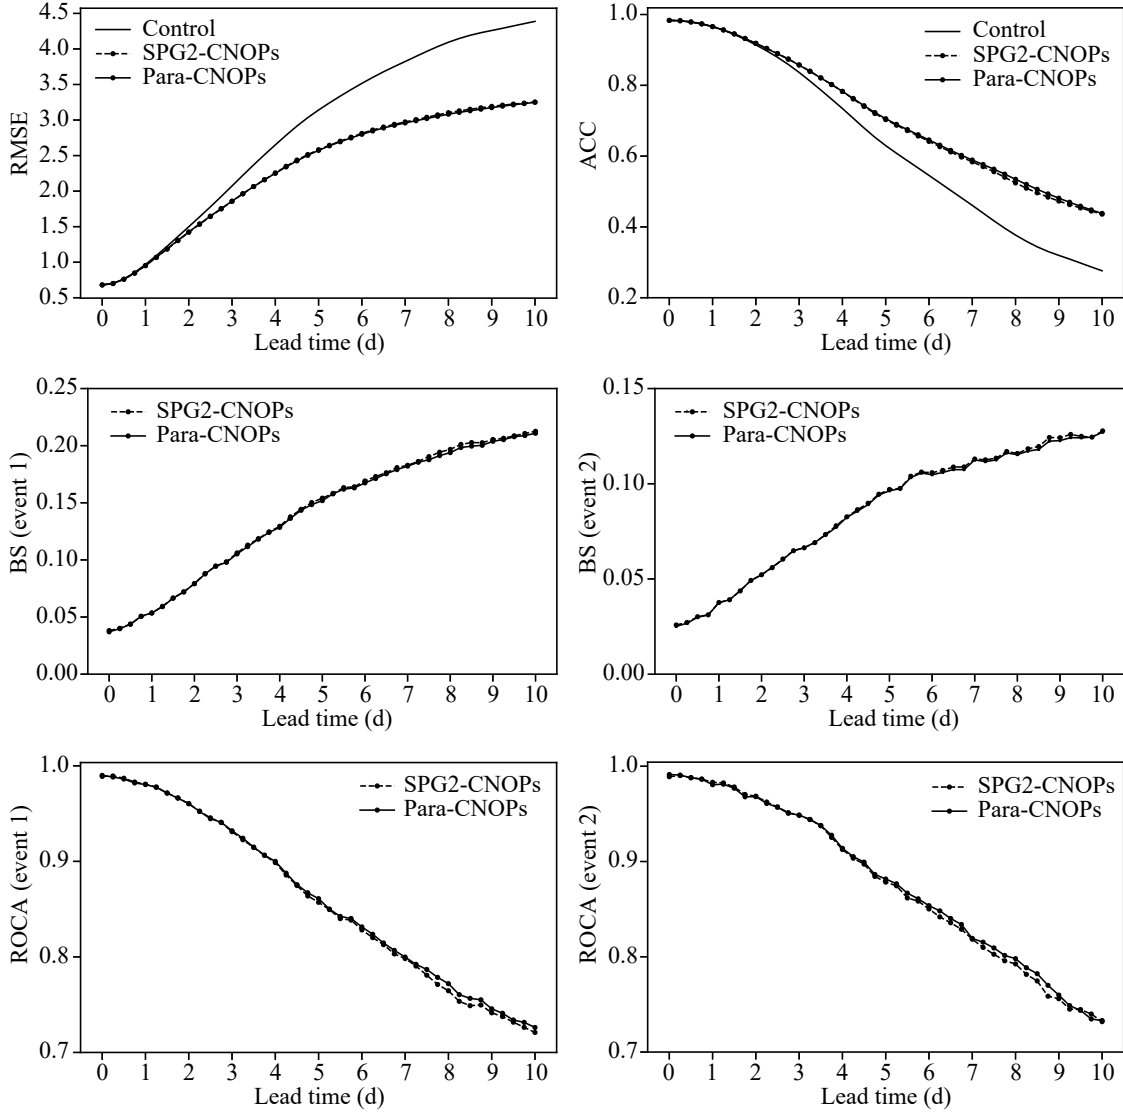 4.5
4.0
3.5
3.0
2.5
2.0
1.5
1.0
0.5
RMSE
Control
SPG2-CNOPs
Para-CNOPs
0 1 2 3 4 5 6 7 8 9 10
Lead time (d)
1.0
0.8
0.6
0.4
0.2
ACC
Control
SPG2-CNOPs
Para-CNOPs
0 1 2 3 4 5 6 7 8 9 10
Lead time (d)
0.25
0.20
0.15
0.10
0.05
0.00
BS (event 1)
SPG2-CNOPs
Para-CNOPs
0 1 2 3 4 5 6 7 8 9 10
Lead time (d)
0.15
0.10
0.05
0.00
BS (event 2)
SPG2-CNOPs
Para-CNOPs
0 1 2 3 4 5 6 7 8 9 10
Lead time (d)
1.0
0.9
0.8
0.7
ROCA (event 1)
SPG2-CNOPs
Para-CNOPs
0 1 2 3 4 5 6 7 8 9 10
Lead time (d)
1.0
0.9
0.8
0.7
ROCA (event 2)
SPG2-CNOPs
Para-CNOPs
0 1 2 3 4 5 6 7 8 9 10
Lead time (d)